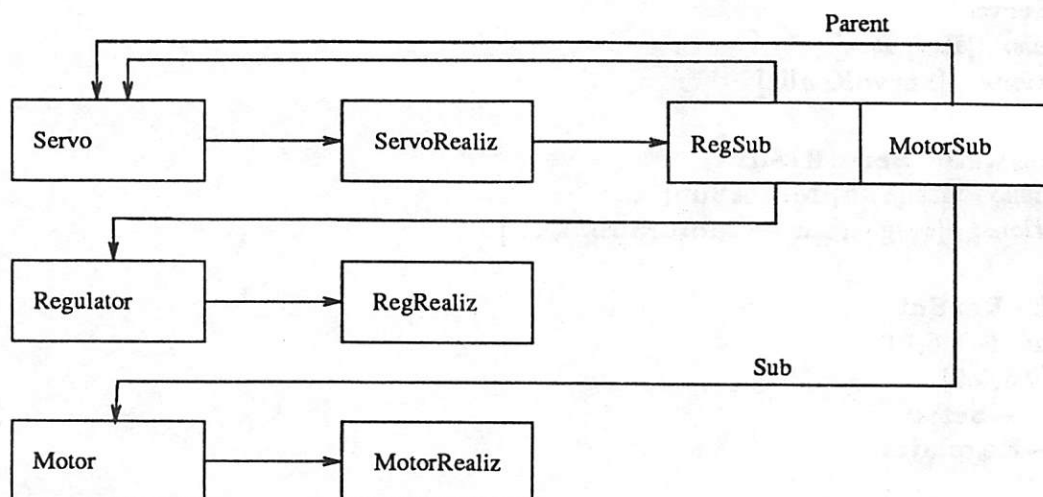 Parent
Servo
ServoRealiz
RegSub
MotorSub
Regulator
RegRealiz
Sub
Motor
MotorRealiz